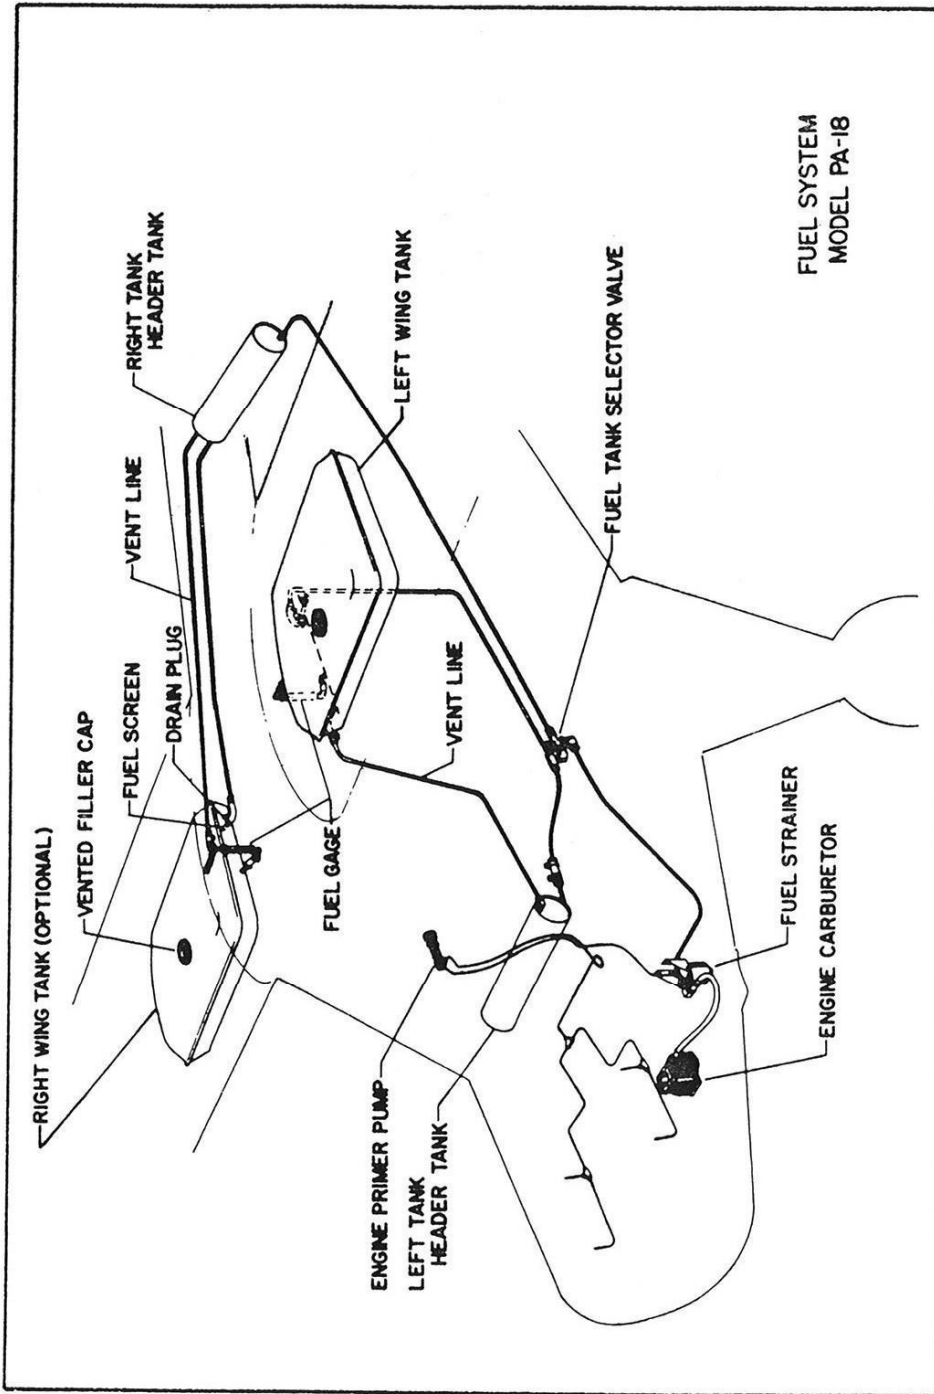 RIGHT WING TANK (OPTIONAL)
VENTED FILLER CAP
FUEL SCREEN
DRAIN PLUG
VENT LINE
RIGHT TANK
HEADER TANK
LEFT WING TANK
FUEL GAGE
VENT LINE
FUEL TANK SELECTOR VALVE
ENGINE PRIMER PUMP
LEFT TANK
HEADER TANK
FUEL STRAINER
ENGINE CARBURETOR
FUEL SYSTEM
MODEL PA-18